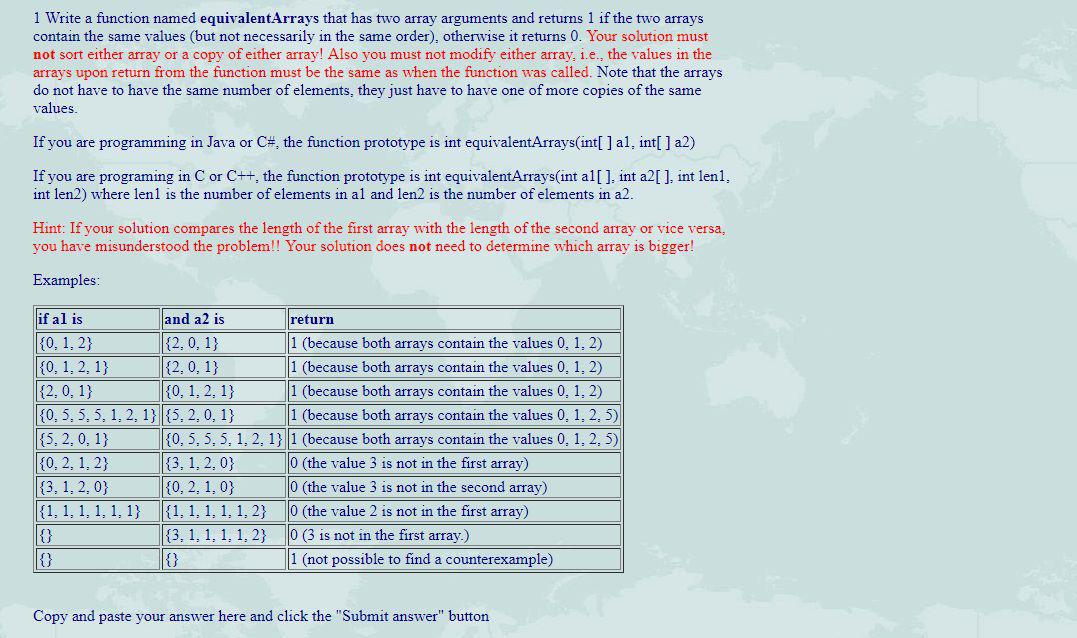 1 Write a function named equivalentArrays that has two array arguments and returns 1 if the two arrays
contain the same values (but not necessarily in the same order), otherwise it returns 0. Your solution must
not sort either array or a copy of either array! Also you must not modify either array, i.e., the values in the
arrays upon return from the function must be the same as when the function was called. Note that the arrays
do not have to have the same number of elements, they just have to have one of more copies of the same
values.
If you are programming in Java or C#, the function prototype is int equivalentArrays(int[ ] a1, int[ ] a2)
If you are programing in C or C++, the function prototype is int equivalentArrays(int a1[ ], int a2[ ], int len1,
int len2) where len1 is the number of elements in a1 and len2 is the number of elements in a2.
Hint: If your solution compares the length of the first array with the length of the second array or vice versa,
you have misunderstood the problem!! Your solution does not need to determine which array is bigger!
Examples:
if a1 is and a2 is return
{0, 1, 2} {2, 0, 1} 1 (because both arrays contain the values 0, 1, 2)
{0, 1, 2, 1} {2, 0, 1} 1 (because both arrays contain the values 0, 1, 2)
{2, 0, 1} {0, 1, 2, 1} 1 (because both arrays contain the values 0, 1, 2)
{0, 5, 5, 5, 1, 2, 1} {5, 2, 0, 1} 1 (because both arrays contain the values 0, 1, 2, 5)
{5, 2, 0, 1} {0, 5, 5, 5, 1, 2, 1} 1 (because both arrays contain the values 0, 1, 2, 5)
{0, 2, 1, 2} {3, 1, 2, 0} 0 (the value 3 is not in the first array)
{3, 1, 2, 0} {0, 2, 1, 0} 0 (the value 3 is not in the second array)
{1, 1, 1, 1, 1, 1} {1, 1, 1, 1, 1, 2} 0 (the value 2 is not in the first array)
{} {3, 1, 1, 1, 1, 2} 0 (3 is not in the first array.)
{} {} 1 (not possible to find a counterexample)
Copy and paste your answer here and click the "Submit answer" button